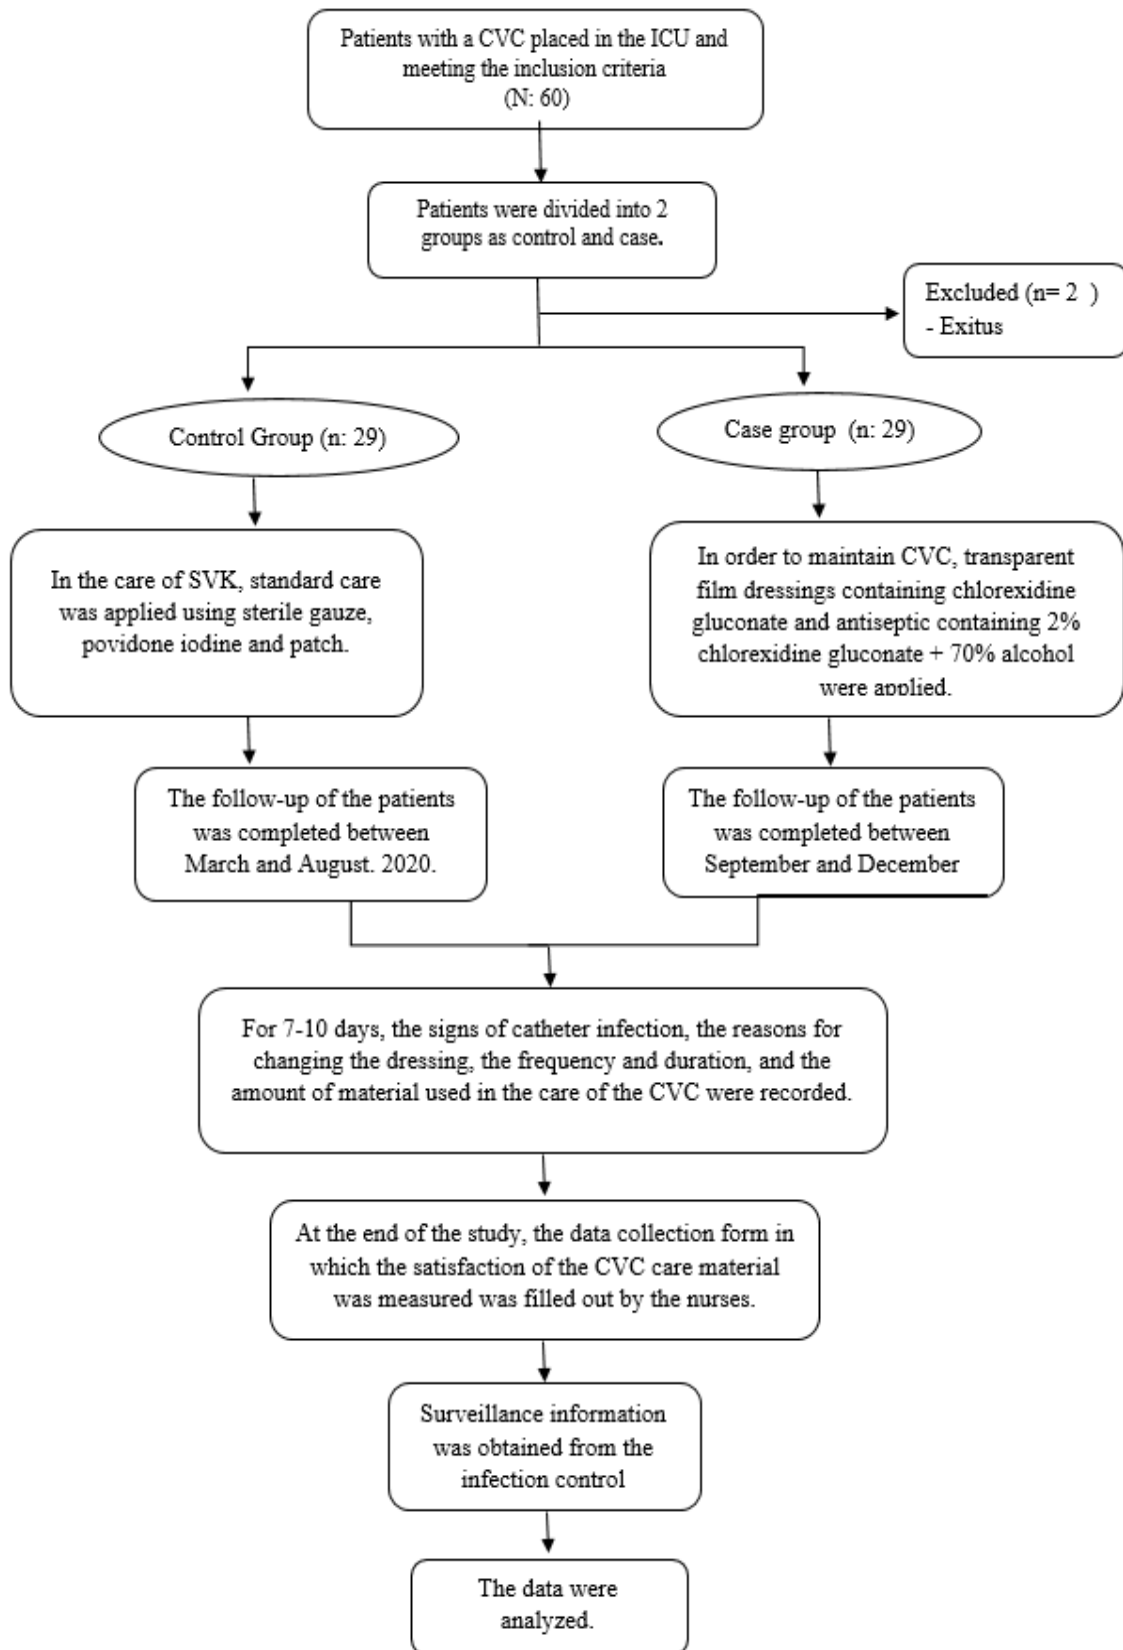 Patients with a CVC placed in the ICU and
meeting the inclusion criteria
(N: 60)
Patients were divided into 2
groups as control and case.
Excluded (n= 2 )
- Exitus
Control Group (n: 29)
Case group (n: 29)
In the care of SVK, standard care
was applied using sterile gauze,
povidone iodine and patch.
In order to maintain CVC, transparent
film dressings containing chlorexidine
gluconate and antiseptic containing 2%
chlorexidine gluconate + 70% alcohol
were applied.
The follow-up of the patients
was completed between
March and August. 2020.
The follow-up of the patients
was completed between
September and December
For 7-10 days, the signs of catheter infection, the reasons for
changing the dressing, the frequency and duration, and the
amount of material used in the care of the CVC were recorded.
At the end of the study, the data collection form in
which the satisfaction of the CVC care material
was measured was filled out by the nurses.
Surveillance information
was obtained from the
infection control
The data were
analyzed.